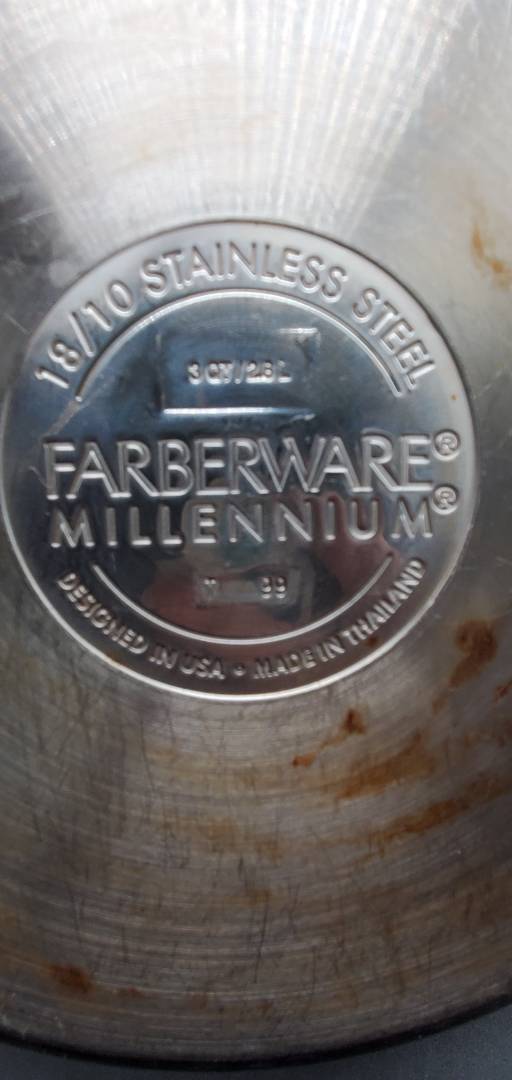 18/10 STAINLESS STEEL
3 QT/2.8 L
FARBERWARE®
MILLENNIUM®
99
DESIGNED IN USA • MADE IN THAILAND